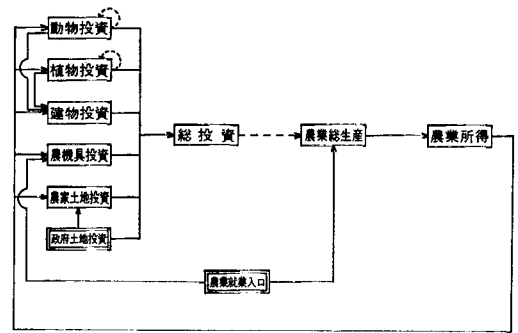 動物投資
植物投資
建物投資
総投資
農業総生産
農業所得
農機具投資
農家土地投資
政府土地投資
農業就業人口